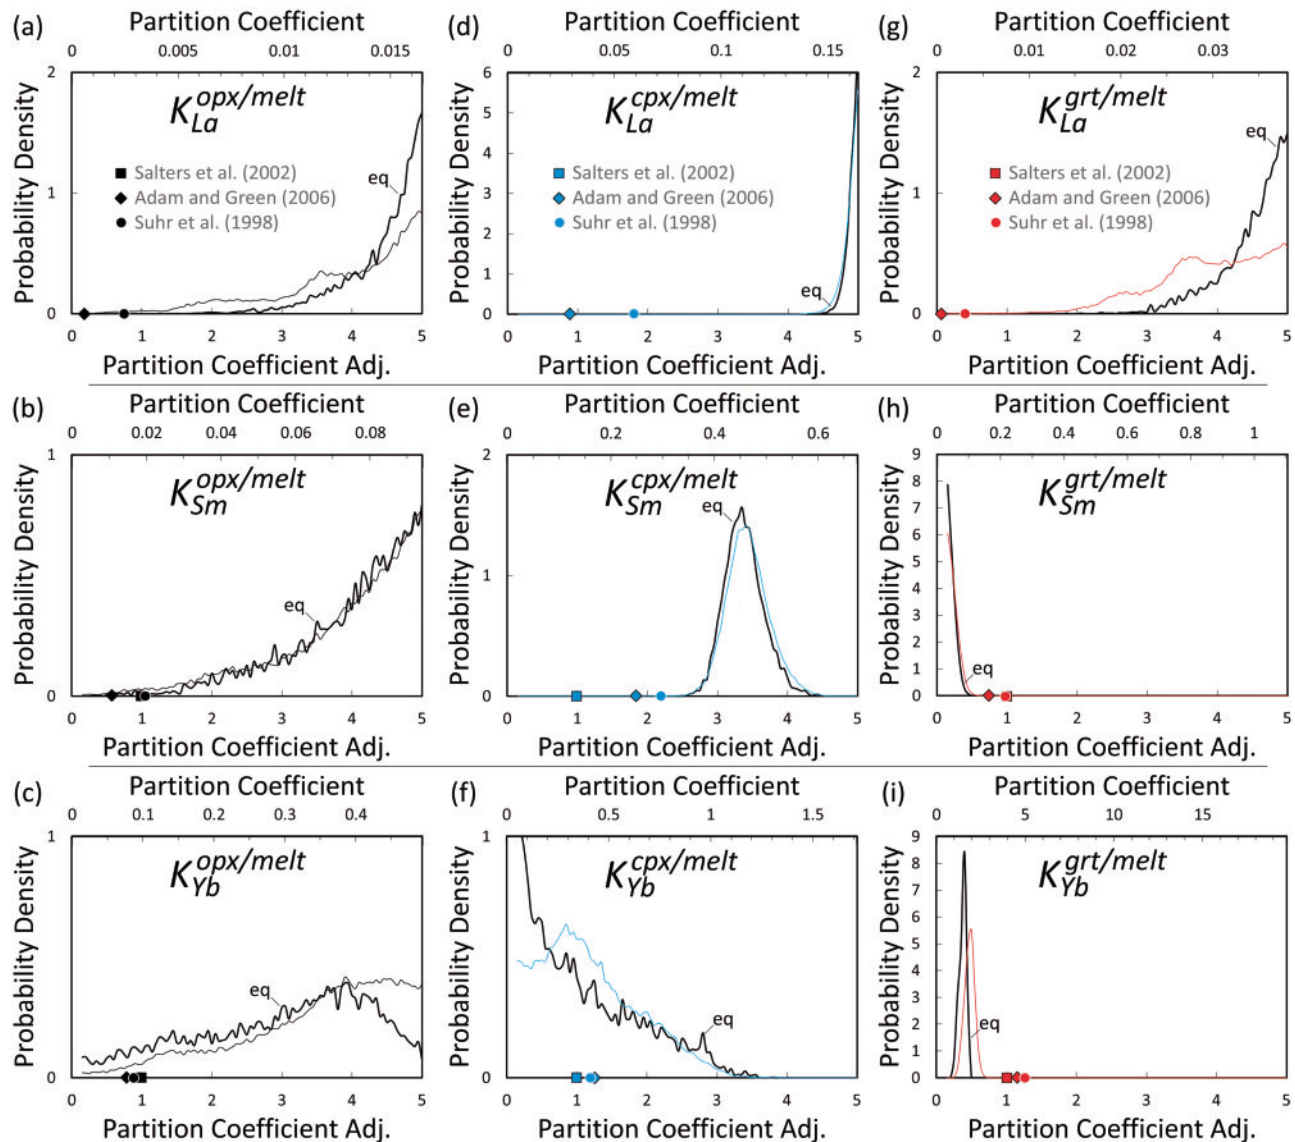 (a) Partition Coefficient
0 0.005 0.01 0.015
K La opx/melt
Salters et al. (2002)
Adam and Green (2006)
Suhr et al. (1998)
eq
Probability Density
0 1 2
0 1 2 3 4 5
Partition Coefficient Adj.
(d) Partition Coefficient
0 0.05 0.1 0.15
K La cpx/melt
Salters et al. (2002)
Adam and Green (2006)
Suhr et al. (1998)
eq
Probability Density
0 1 2 3 4 5 6
0 1 2 3 4 5
Partition Coefficient Adj.
(g) Partition Coefficient
0 0.01 0.02 0.03
K La grt/melt
eq
Salters et al. (2002)
Adam and Green (2006)
Suhr et al. (1998)
Probability Density
0 1 2
0 1 2 3 4 5
Partition Coefficient Adj.
(b) Partition Coefficient
0 0.02 0.04 0.06 0.08
K Sm opx/melt
eq
Probability Density
0 1
0 1 2 3 4 5
Partition Coefficient Adj.
(e) Partition Coefficient
0 0.2 0.4 0.6
K Sm cpx/melt
eq
Probability Density
0 1 2
0 1 2 3 4 5
Partition Coefficient Adj.
(h) Partition Coefficient
0 0.2 0.4 0.6 0.8 1
K Sm grt/melt
eq
Probability Density
0 1 2 3 4 5 6 7 8 9
0 1 2 3 4 5
Partition Coefficient Adj.
(c) Partition Coefficient
0 0.1 0.2 0.3 0.4
K Yb opx/melt
eq
Probability Density
0 1
0 1 2 3 4 5
Partition Coefficient Adj.
(f) Partition Coefficient
0 0.5 1 1.5
K Yb cpx/melt
eq
Probability Density
0 1
0 1 2 3 4 5
Partition Coefficient Adj.
(i) Partition Coefficient
0 5 10 15
K Yb grt/melt
eq
Probability Density
0 1 2 3 4 5 6 7 8 9
0 1 2 3 4 5
Partition Coefficient Adj.